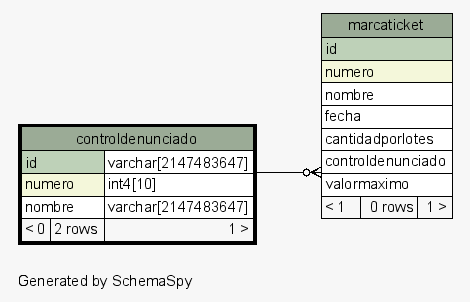 marcaticket
id
numero
nombre
fecha
cantidadporlotes
controldenunciado
valormaximo
< 1 0 rows 1 >
controldenunciado
id varchar[2147483647]
numero int4[10]
nombre varchar[2147483647]
< 0 2 rows 1 >
Generated by SchemaSpy